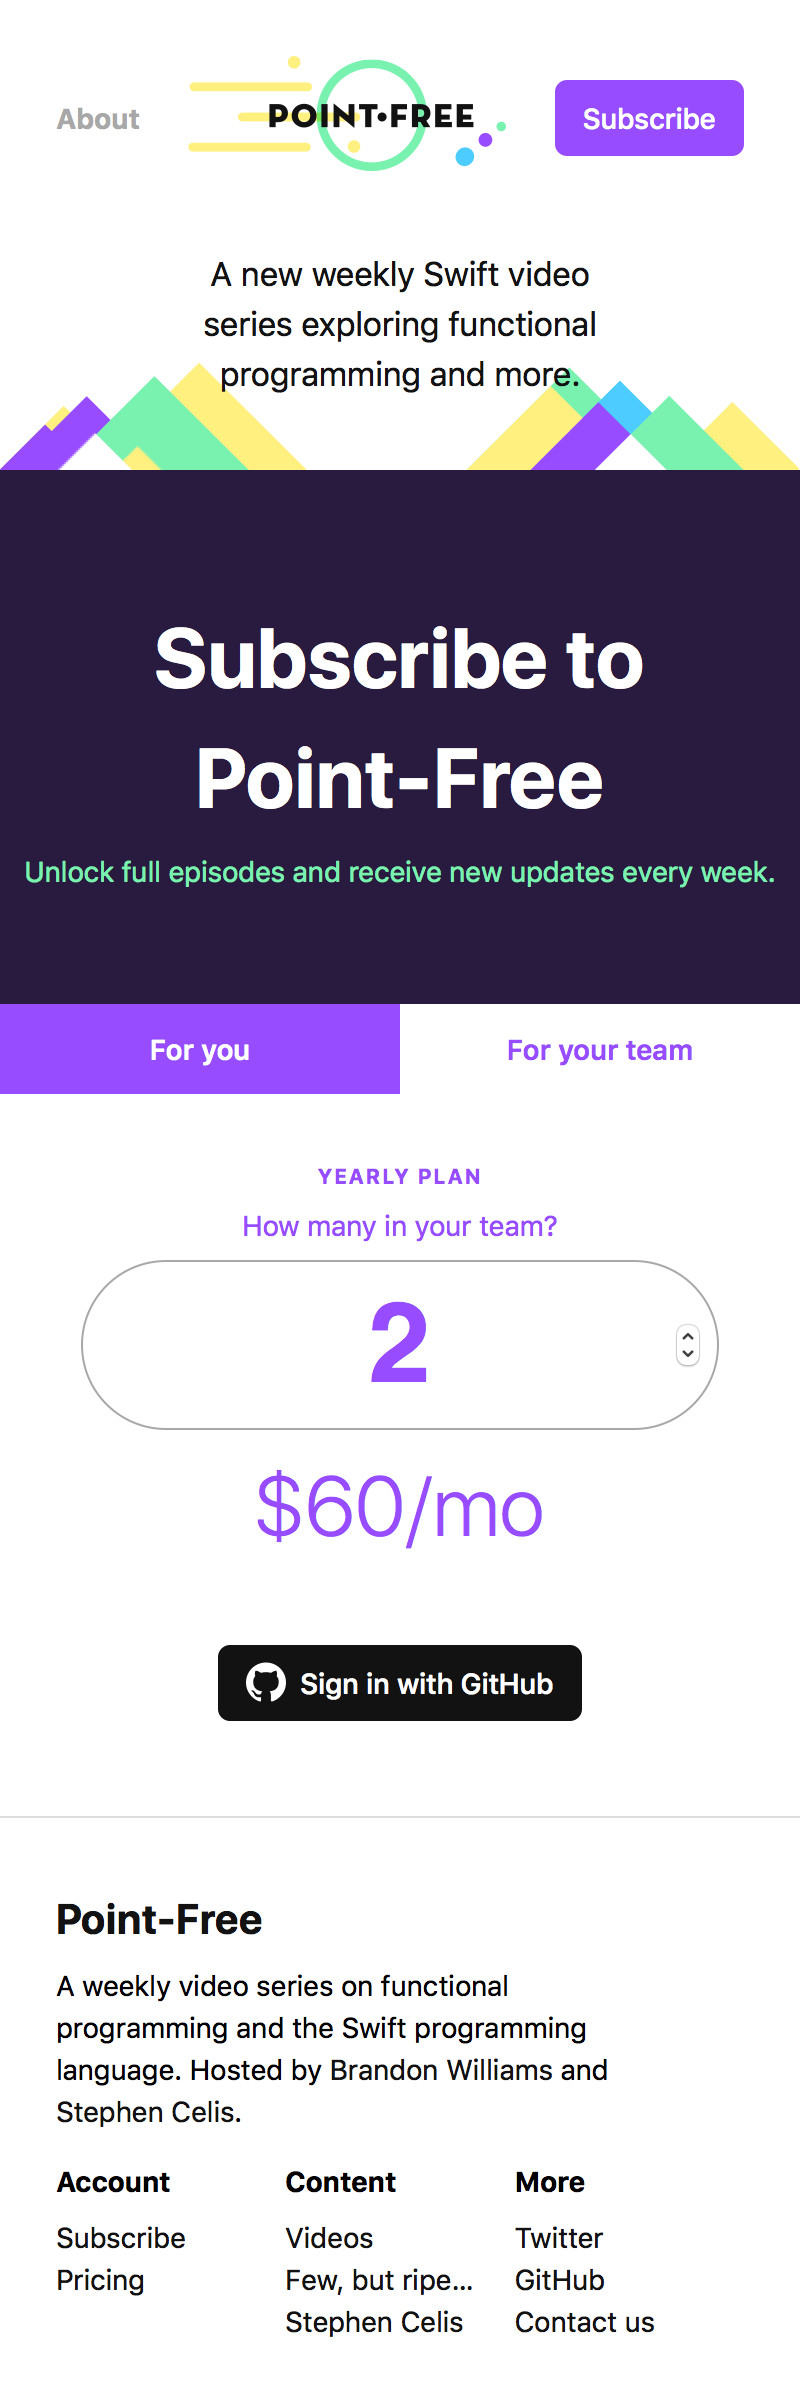 About
POINT•FREE
Subscribe
A new weekly Swift video
series exploring functional
programming and more.
Subscribe to
Point-Free
Unlock full episodes and receive new updates every week.
For you
For your team
YEARLY PLAN
How many in your team?
2
$60/mo
Sign in with GitHub
Point-Free
A weekly video series on functional
programming and the Swift programming
language. Hosted by Brandon Williams and
Stephen Celis.
Account
Subscribe
Pricing
Content
Videos
Few, but ripe...
Stephen Celis
More
Twitter
GitHub
Contact us